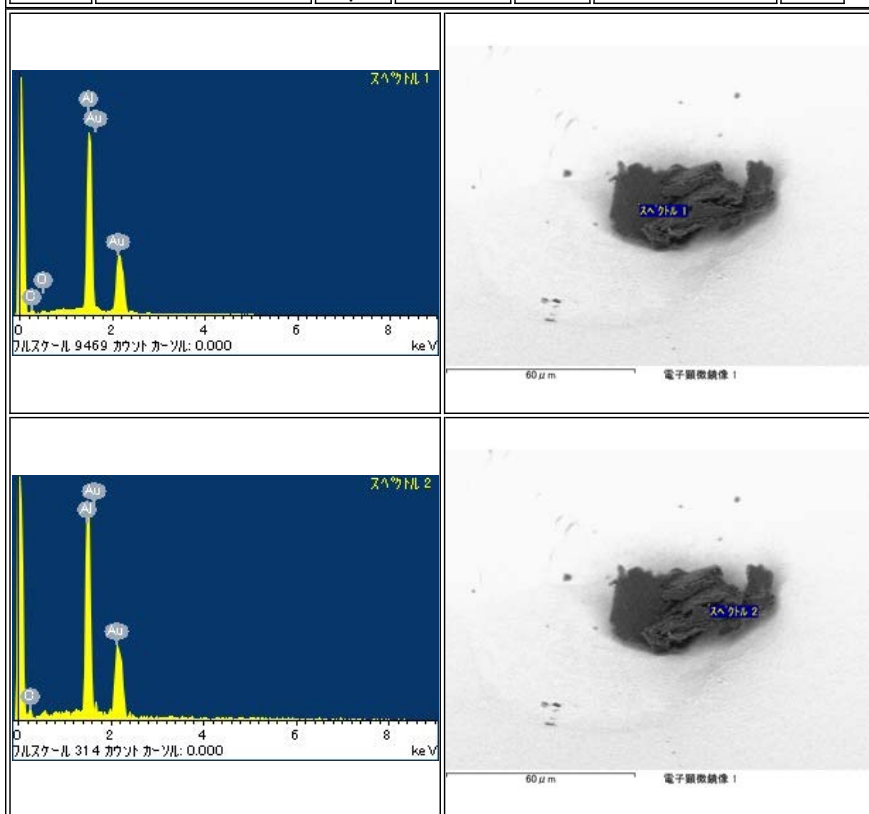 スペクトル 1
Al
Au
Au
O
C
0 2 4 6 8
フルスケール 9469 カウント カーソル: 0.000 keV
スペクトル 1
60μm 電子顕微鏡像 1
スペクトル 2
Au
Al
Au
0 2 4 6 8
フルスケール 314 カウント カーソル: 0.000 keV
スペクトル 2
60μm 電子顕微鏡像 1